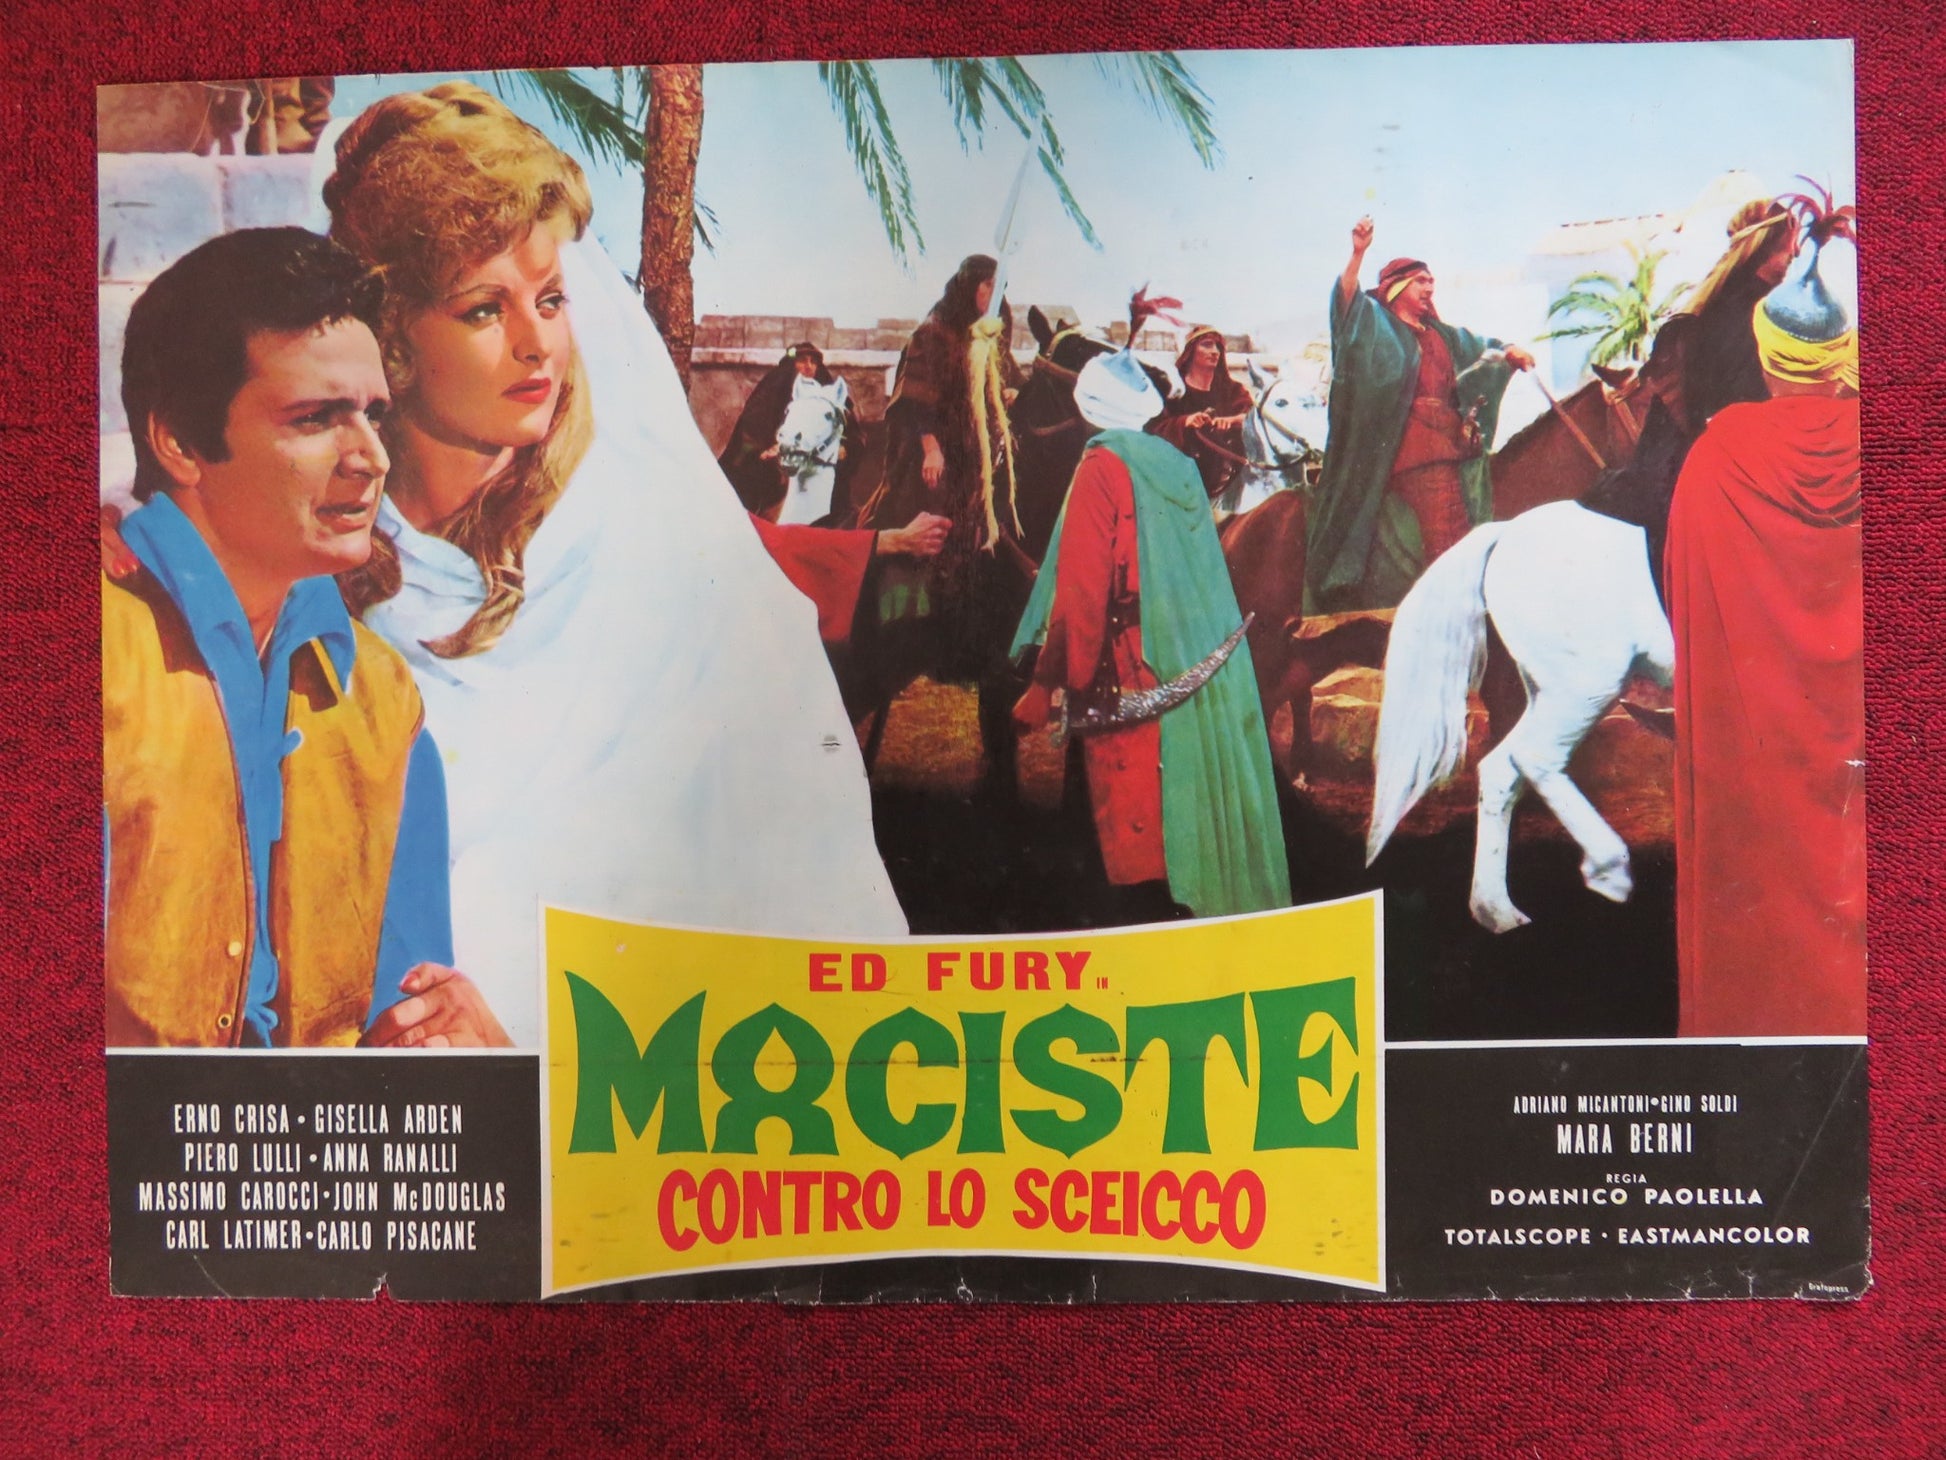 ED FURY IN
MACISTE
CONTRO LO SCEICCO
ERNO CRISA • GISELLA ARDEN
PIERO LULLI • ANNA RANALLI
MASSIMO CAROCCI • JOHN McDOUGLAS
CARL LATIMER • CARLO PISACANE
ADRIANO MICANTONI • GINO SOLDI
MARA BERNI
REGIA
DOMENICO PAOLELLA
TOTALSCOPE • EASTMANCOLOR
Grafopress